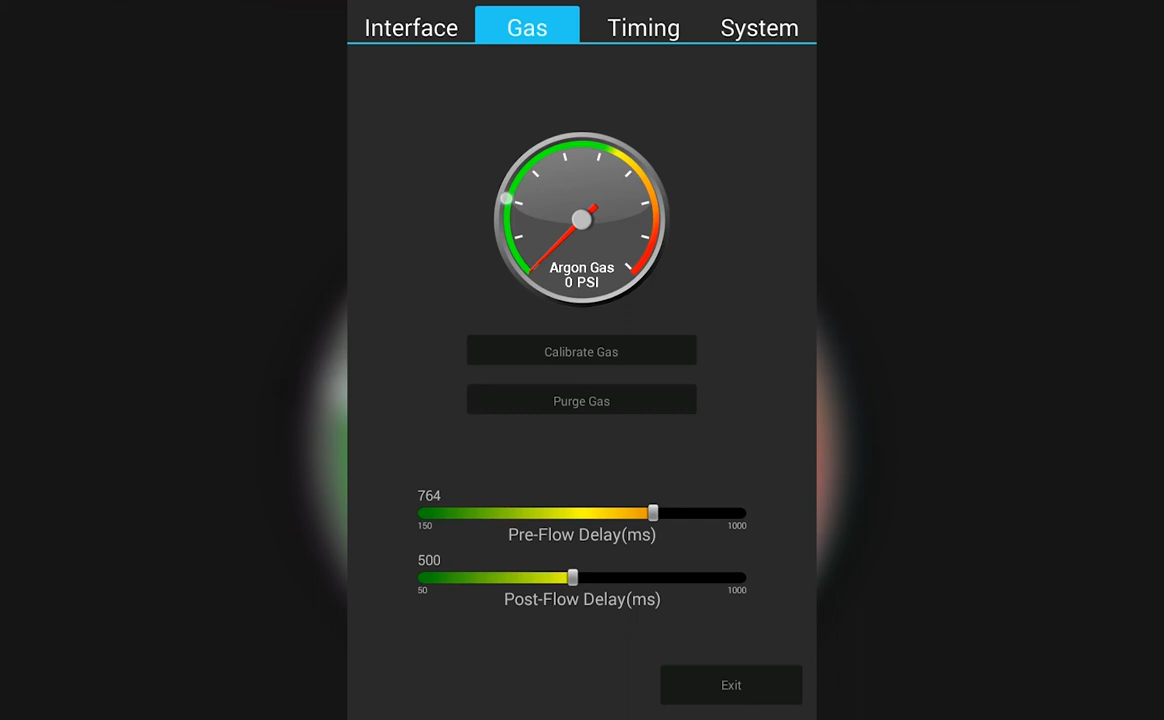 Interface Gas Timing System
Argon Gas
0 PSI
Calibrate Gas
Purge Gas
764
150 1000
Pre-Flow Delay(ms)
500
50 1000
Post-Flow Delay(ms)
Exit